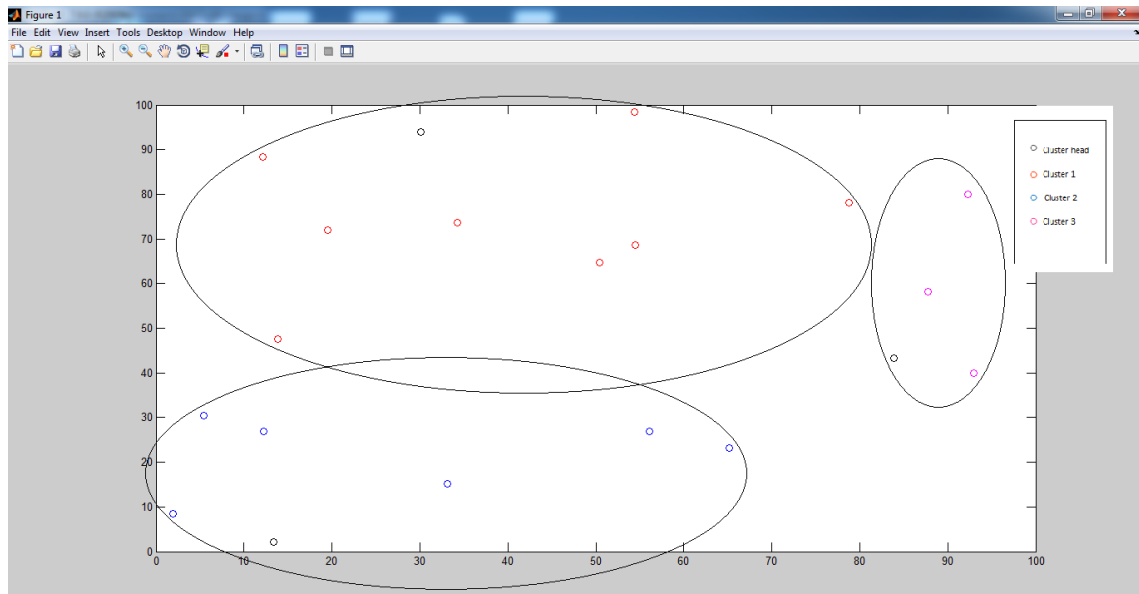 Figure 1
File Edit View Insert Tools Desktop Window Help
100
90
80
70
60
50
40
30
20
10
0
0 10 20 30 40 50 60 70 80 90 100
Cluster head
Cluster 1
Cluster 2
Cluster 3